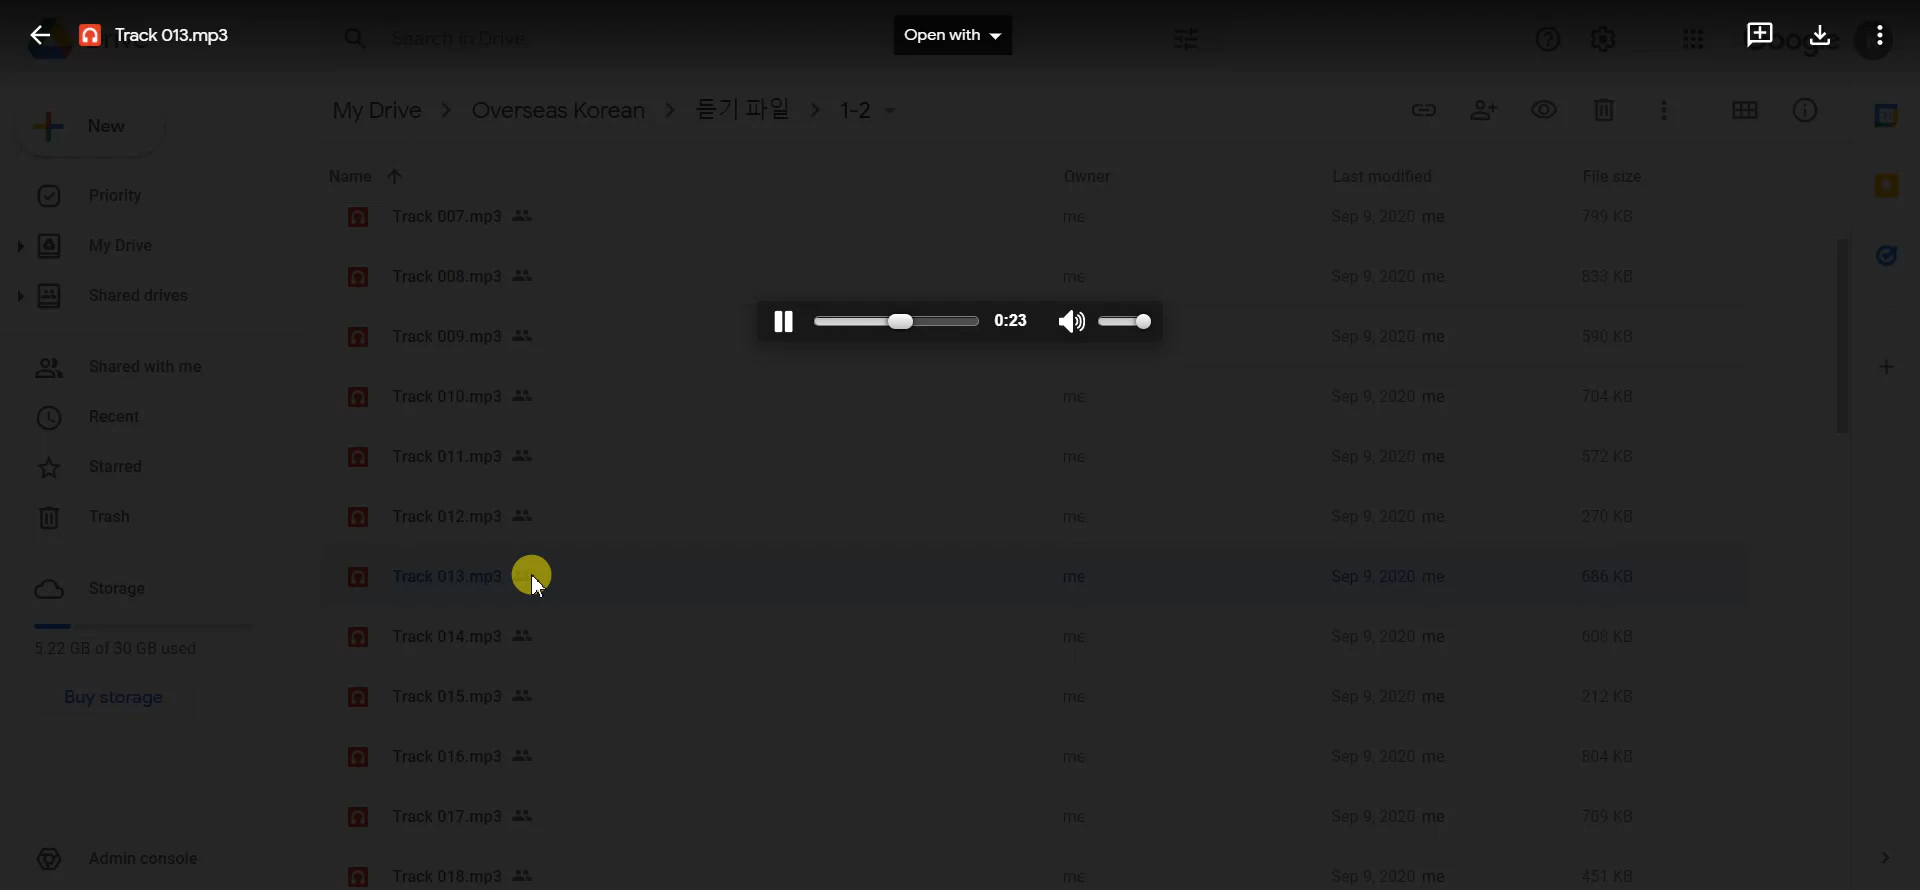 Track 013.mp3
Open with
Search in Drive
My Drive > Overseas Korean > 듣기 파일 > 1-2
New
Priority
My Drive
Shared drives
Shared with me
Recent
Starred
Trash
Storage
5.22 GB of 30 GB used
Buy storage
Admin console
Name Owner Last modified File size
Track 007.mp3 me Sep 9, 2020 me 799 KB
Track 008.mp3 me Sep 9, 2020 me 833 KB
0:23
Track 009.mp3 Sep 9, 2020 me 590 KB
Track 010.mp3 me Sep 9, 2020 me 704 KB
Track 011.mp3 me Sep 9, 2020 me 572 KB
Track 012.mp3 me Sep 9, 2020 me 270 KB
Track 013.mp3 me Sep 9, 2020 me 686 KB
Track 014.mp3 me Sep 9, 2020 me 608 KB
Track 015.mp3 me Sep 9, 2020 me 212 KB
Track 016.mp3 me Sep 9, 2020 me 804 KB
Track 017.mp3 me Sep 9, 2020 me 709 KB
Track 018.mp3 me Sep 9, 2020 me 451 KB